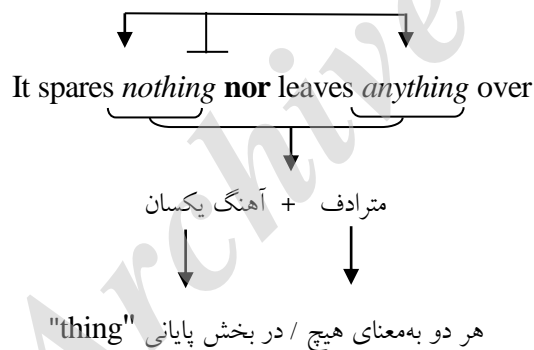 It spares nothing nor leaves anything over
مترادف + آهنگ یکسان
هر دو به‌معنای هیچ / در بخش پایانی "thing"
Archive